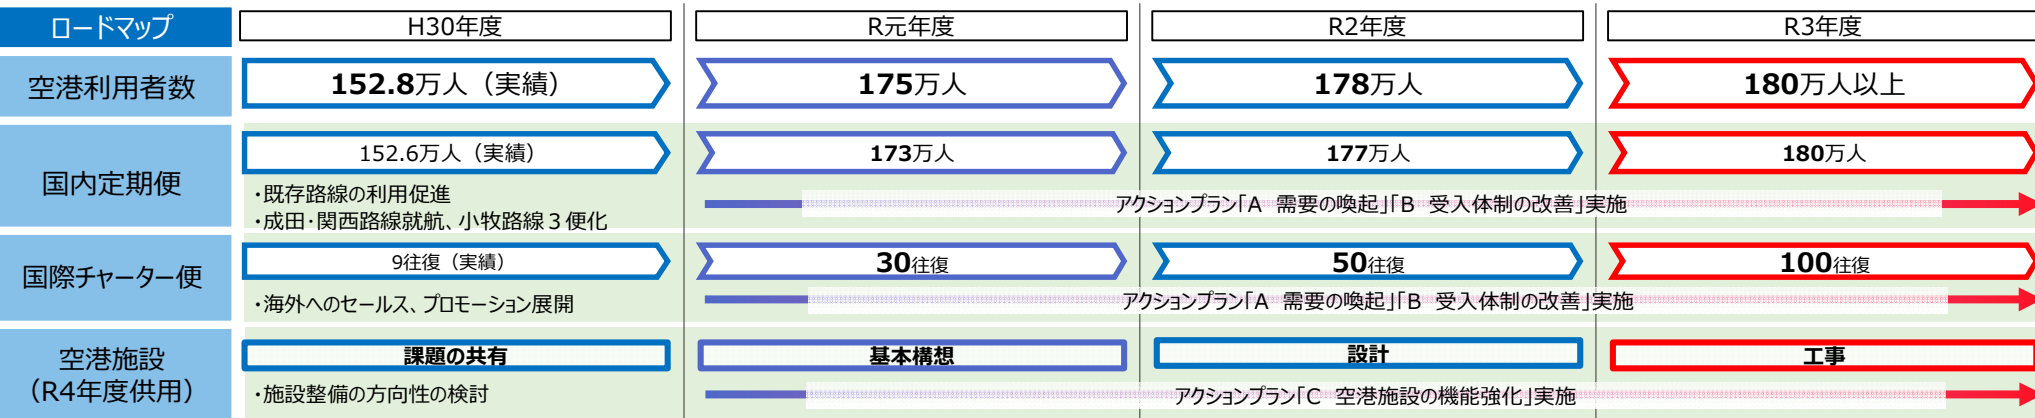 ロードマップ
H30年度
R元年度
R2年度
R3年度
空港利用者数
152.8万人（実績）
175万人
178万人
180万人以上
国内定期便
152.6万人（実績）
173万人
177万人
180万人
・既存路線の利用促進
・成田・関西路線就航、小牧路線３便化
アクションプラン「A　需要の喚起」「B　受入体制の改善」実施
国際チャーター便
9往復（実績）
30往復
50往復
100往復
・海外へのセールス、プロモーション展開
アクションプラン「A　需要の喚起」「B　受入体制の改善」実施
空港施設
（R4年度供用）
課題の共有
基本構想
設計
工事
・施設整備の方向性の検討
アクションプラン「C　空港施設の機能強化」実施